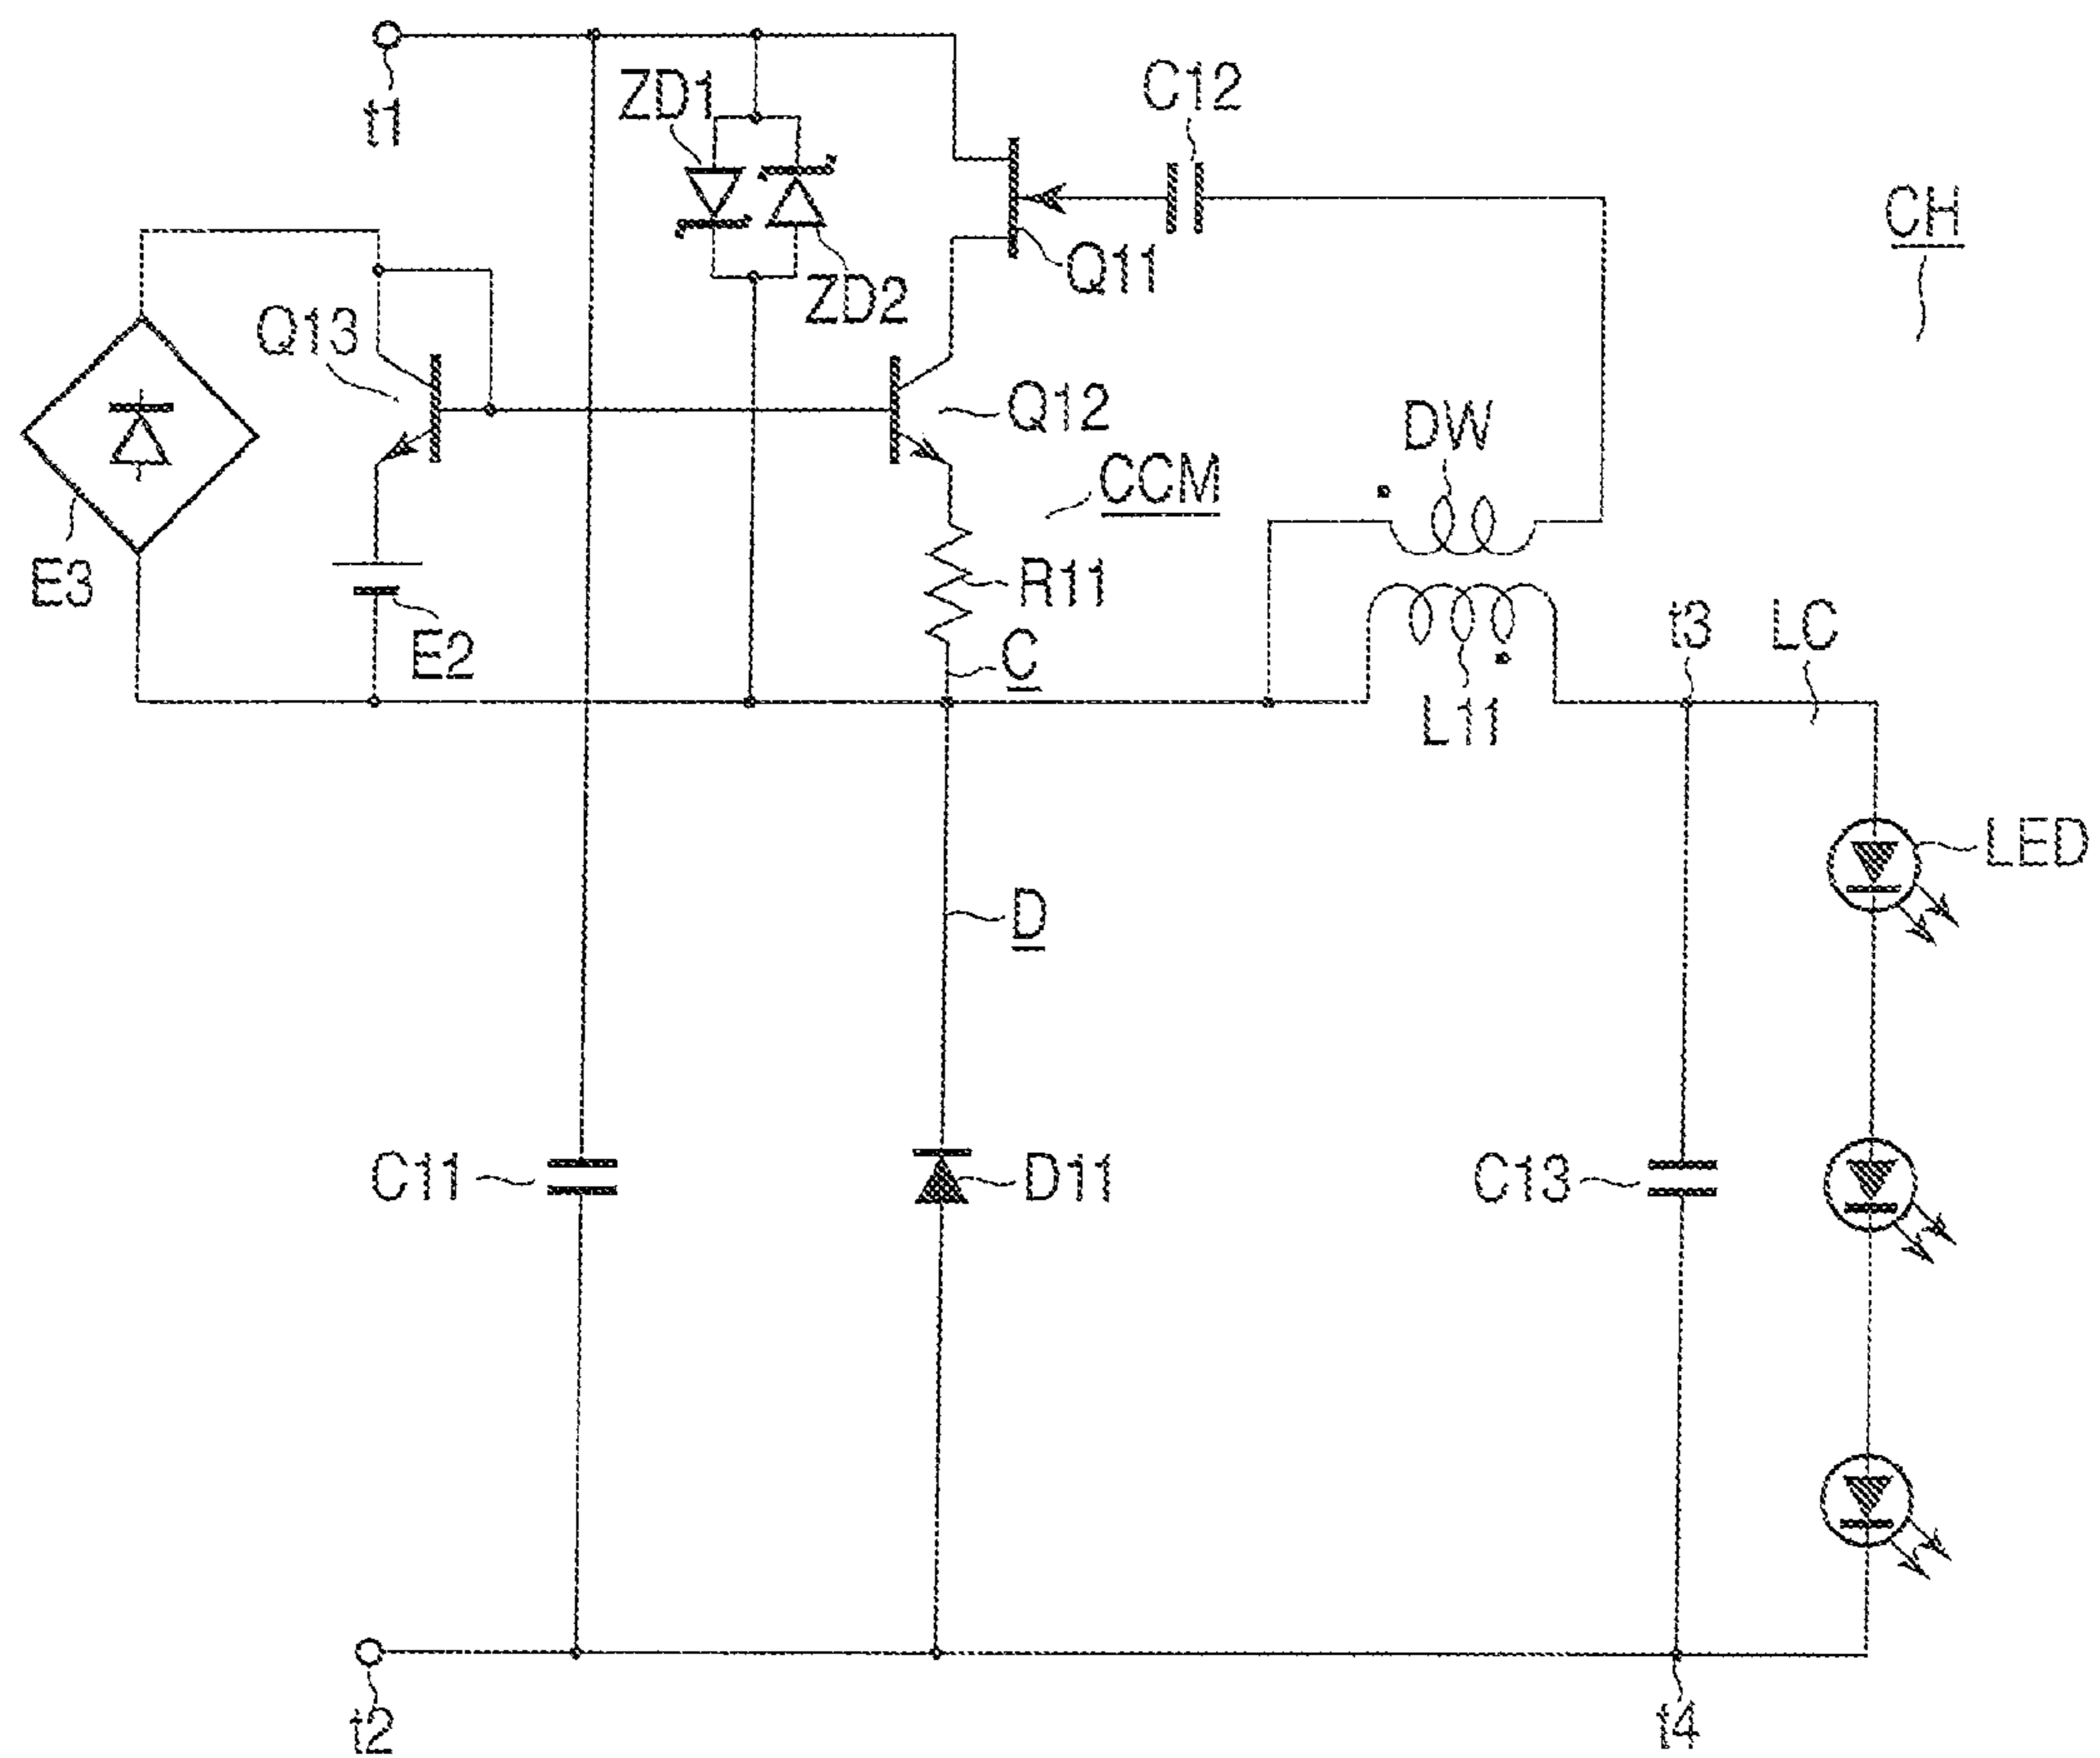 t1
ZD1
C12
CH
Q11
ZD2
Q13
Q12
DW
CCM
E3
R11
E2
C
t3
LC
L11
LED
D
C11
D11
C13
t2
t4